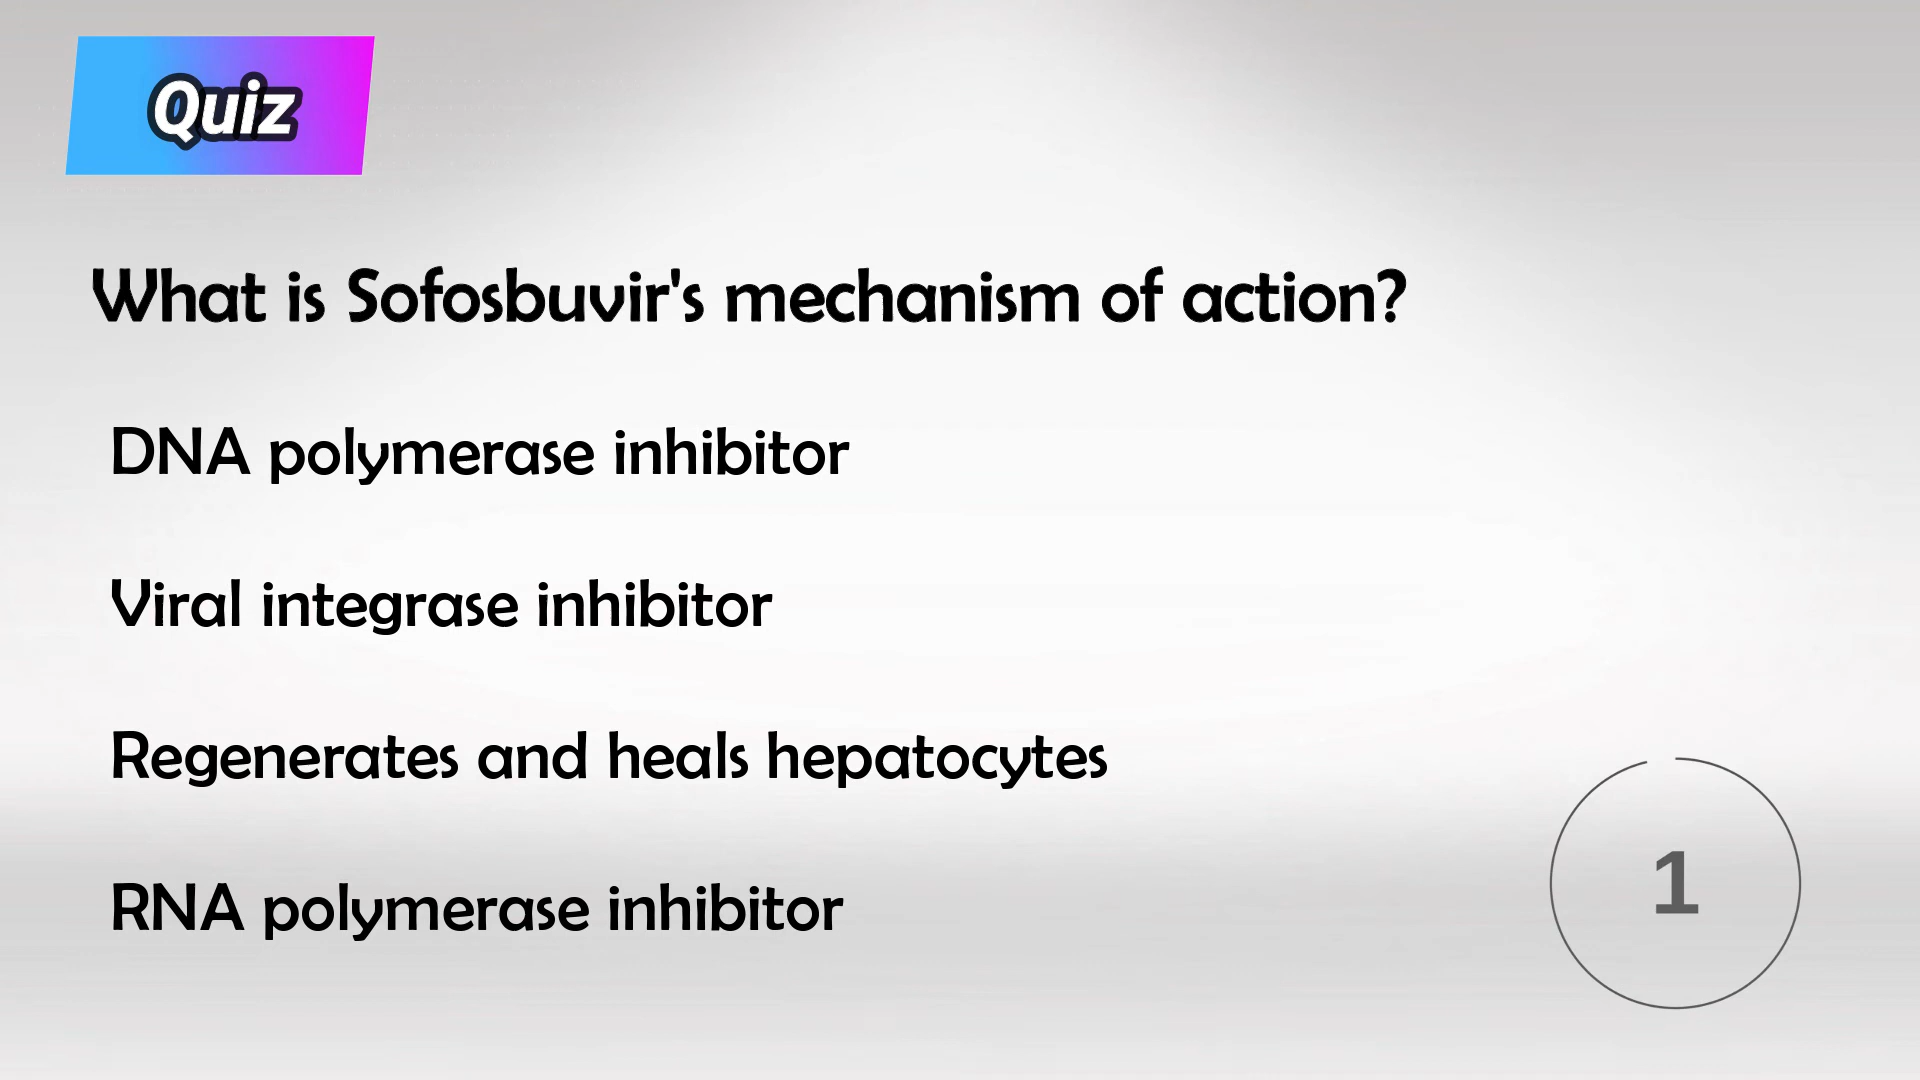 Quiz
What is Sofosbuvir's mechanism of action?
DNA polymerase inhibitor
Viral integrase inhibitor
Regenerates and heals hepatocytes
RNA polymerase inhibitor
1